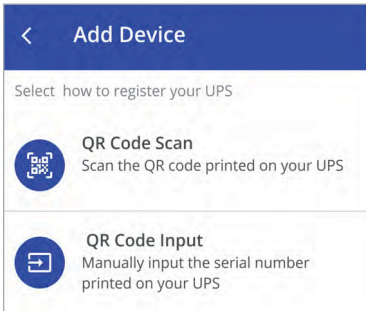 Add Device
Select how to register your UPS
QR Code Scan
Scan the QR code printed on your UPS
QR Code Input
Manually input the serial number
printed on your UPS